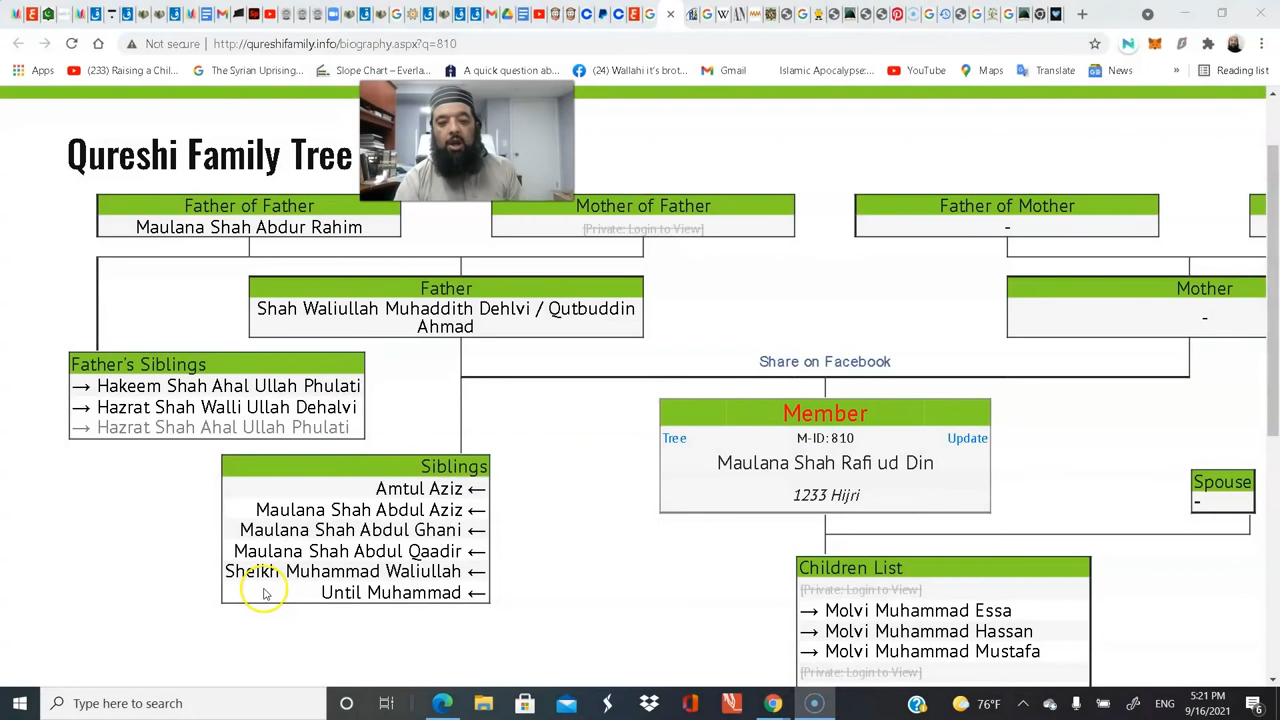 Not secure | http://qureshifamily.info/biography.aspx?q=810
Apps (233) Raising a Chil... The Syrian Uprising... Slope Chart – Everla... A quick question ab... (24) Wallahi it's brot... Gmail Islamic Apocalypse:... YouTube Maps Translate News » Reading list
Qureshi Family Tree
Father of Father
Maulana Shah Abdur Rahim
Mother of Father
[Private: Login to View]
Father of Mother
-
Father
Shah Waliullah Muhaddith Dehlvi / Qutbuddin
Ahmad
Mother
-
Father's Siblings
→ Hakeem Shah Ahal Ullah Phulati
→ Hazrat Shah Walli Ullah Dehalvi
→ Hazrat Shah Ahal Ullah Phulati
Share on Facebook
Member
Tree M-ID: 810 Update
Maulana Shah Rafi ud Din
1233 Hijri
Siblings
Amtul Aziz ←
Maulana Shah Abdul Aziz ←
Maulana Shah Abdul Ghani ←
Maulana Shah Abdul Qaadir ←
Sheikh Muhammad Waliullah ←
Until Muhammad ←
Spouse
-
Children List
[Private: Login to View]
→ Molvi Muhammad Essa
→ Molvi Muhammad Hassan
→ Molvi Muhammad Mustafa
[Private: Login to View]
Type here to search
76°F
ENG
5:21 PM
9/16/2021
6